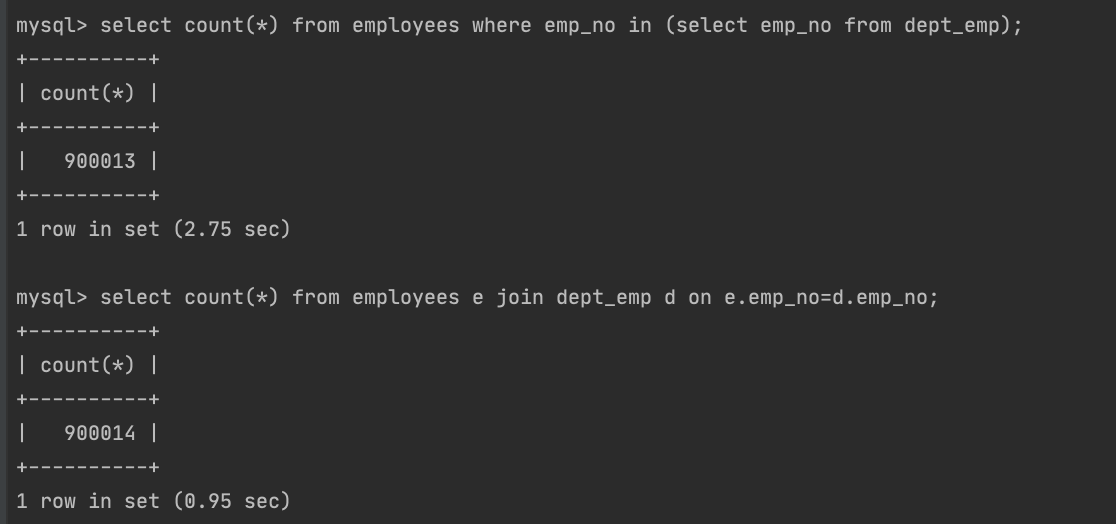 mysql> select count(*) from employees where emp_no in (select emp_no from dept_emp);
+----------+
| count(*) |
+----------+
|   900013 |
+----------+
1 row in set (2.75 sec)

mysql> select count(*) from employees e join dept_emp d on e.emp_no=d.emp_no;
+----------+
| count(*) |
+----------+
|   900014 |
+----------+
1 row in set (0.95 sec)